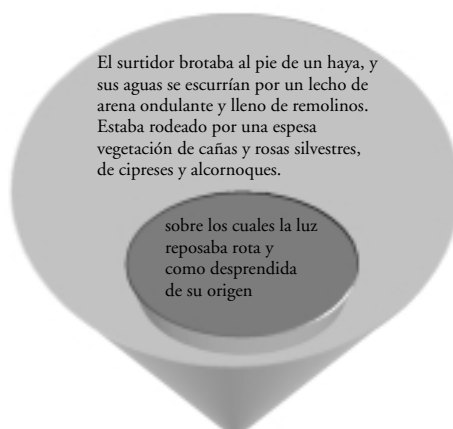 El surtidor brotaba al pie de un haya, y
sus aguas se escurrían por un lecho de
arena ondulante y lleno de remolinos.
Estaba rodeado por una espesa
vegetación de cañas y rosas silvestres,
de cipreses y alcornoques.
sobre los cuales la luz
reposaba rota y
como desprendida
de su origen